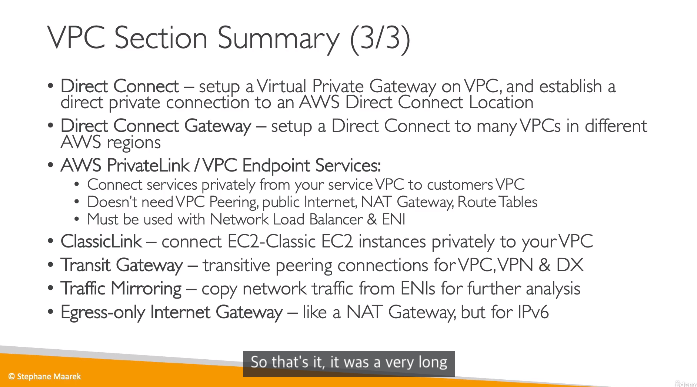 VPC Section Summary (3/3)
• Direct Connect – setup a Virtual Private Gateway on VPC, and establish a
direct private connection to an AWS Direct Connect Location
• Direct Connect Gateway – setup a Direct Connect to many VPCs in different
AWS regions
• AWS PrivateLink / VPC Endpoint Services:
• Connect services privately from your service VPC to customers VPC
• Doesn't need VPC Peering, public Internet, NAT Gateway, Route Tables
• Must be used with Network Load Balancer & ENI
• ClassicLink – connect EC2-Classic EC2 instances privately to your VPC
• Transit Gateway – transitive peering connections for VPC, VPN & DX
• Traffic Mirroring – copy network traffic from ENIs for further analysis
• Egress-only Internet Gateway – like a NAT Gateway, but for IPv6
So that's it, it was a very long
© Stephane Maarek